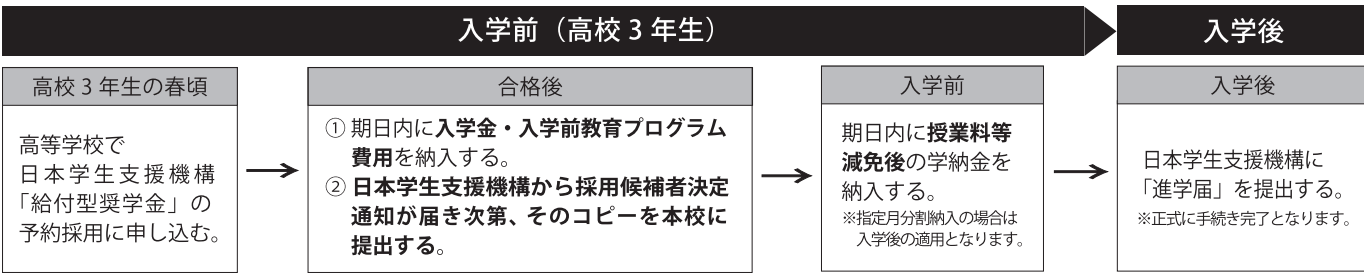 入学前（高校 3 年生）
入学後
高校 3 年生の春頃
高等学校で
日本学生支援機構
「給付型奨学金」の
予約採用に申し込む。
合格後
① 期日内に入学金・入学前教育プログラム
費用を納入する。
② 日本学生支援機構から採用候補者決定
通知が届き次第、そのコピーを本校に
提出する。
入学前
期日内に授業料等
減免後の学納金を
納入する。
※指定月分割納入の場合は
入学後の適用となります。
入学後
日本学生支援機構に
「進学届」を提出する。
※正式に手続き完了となります。